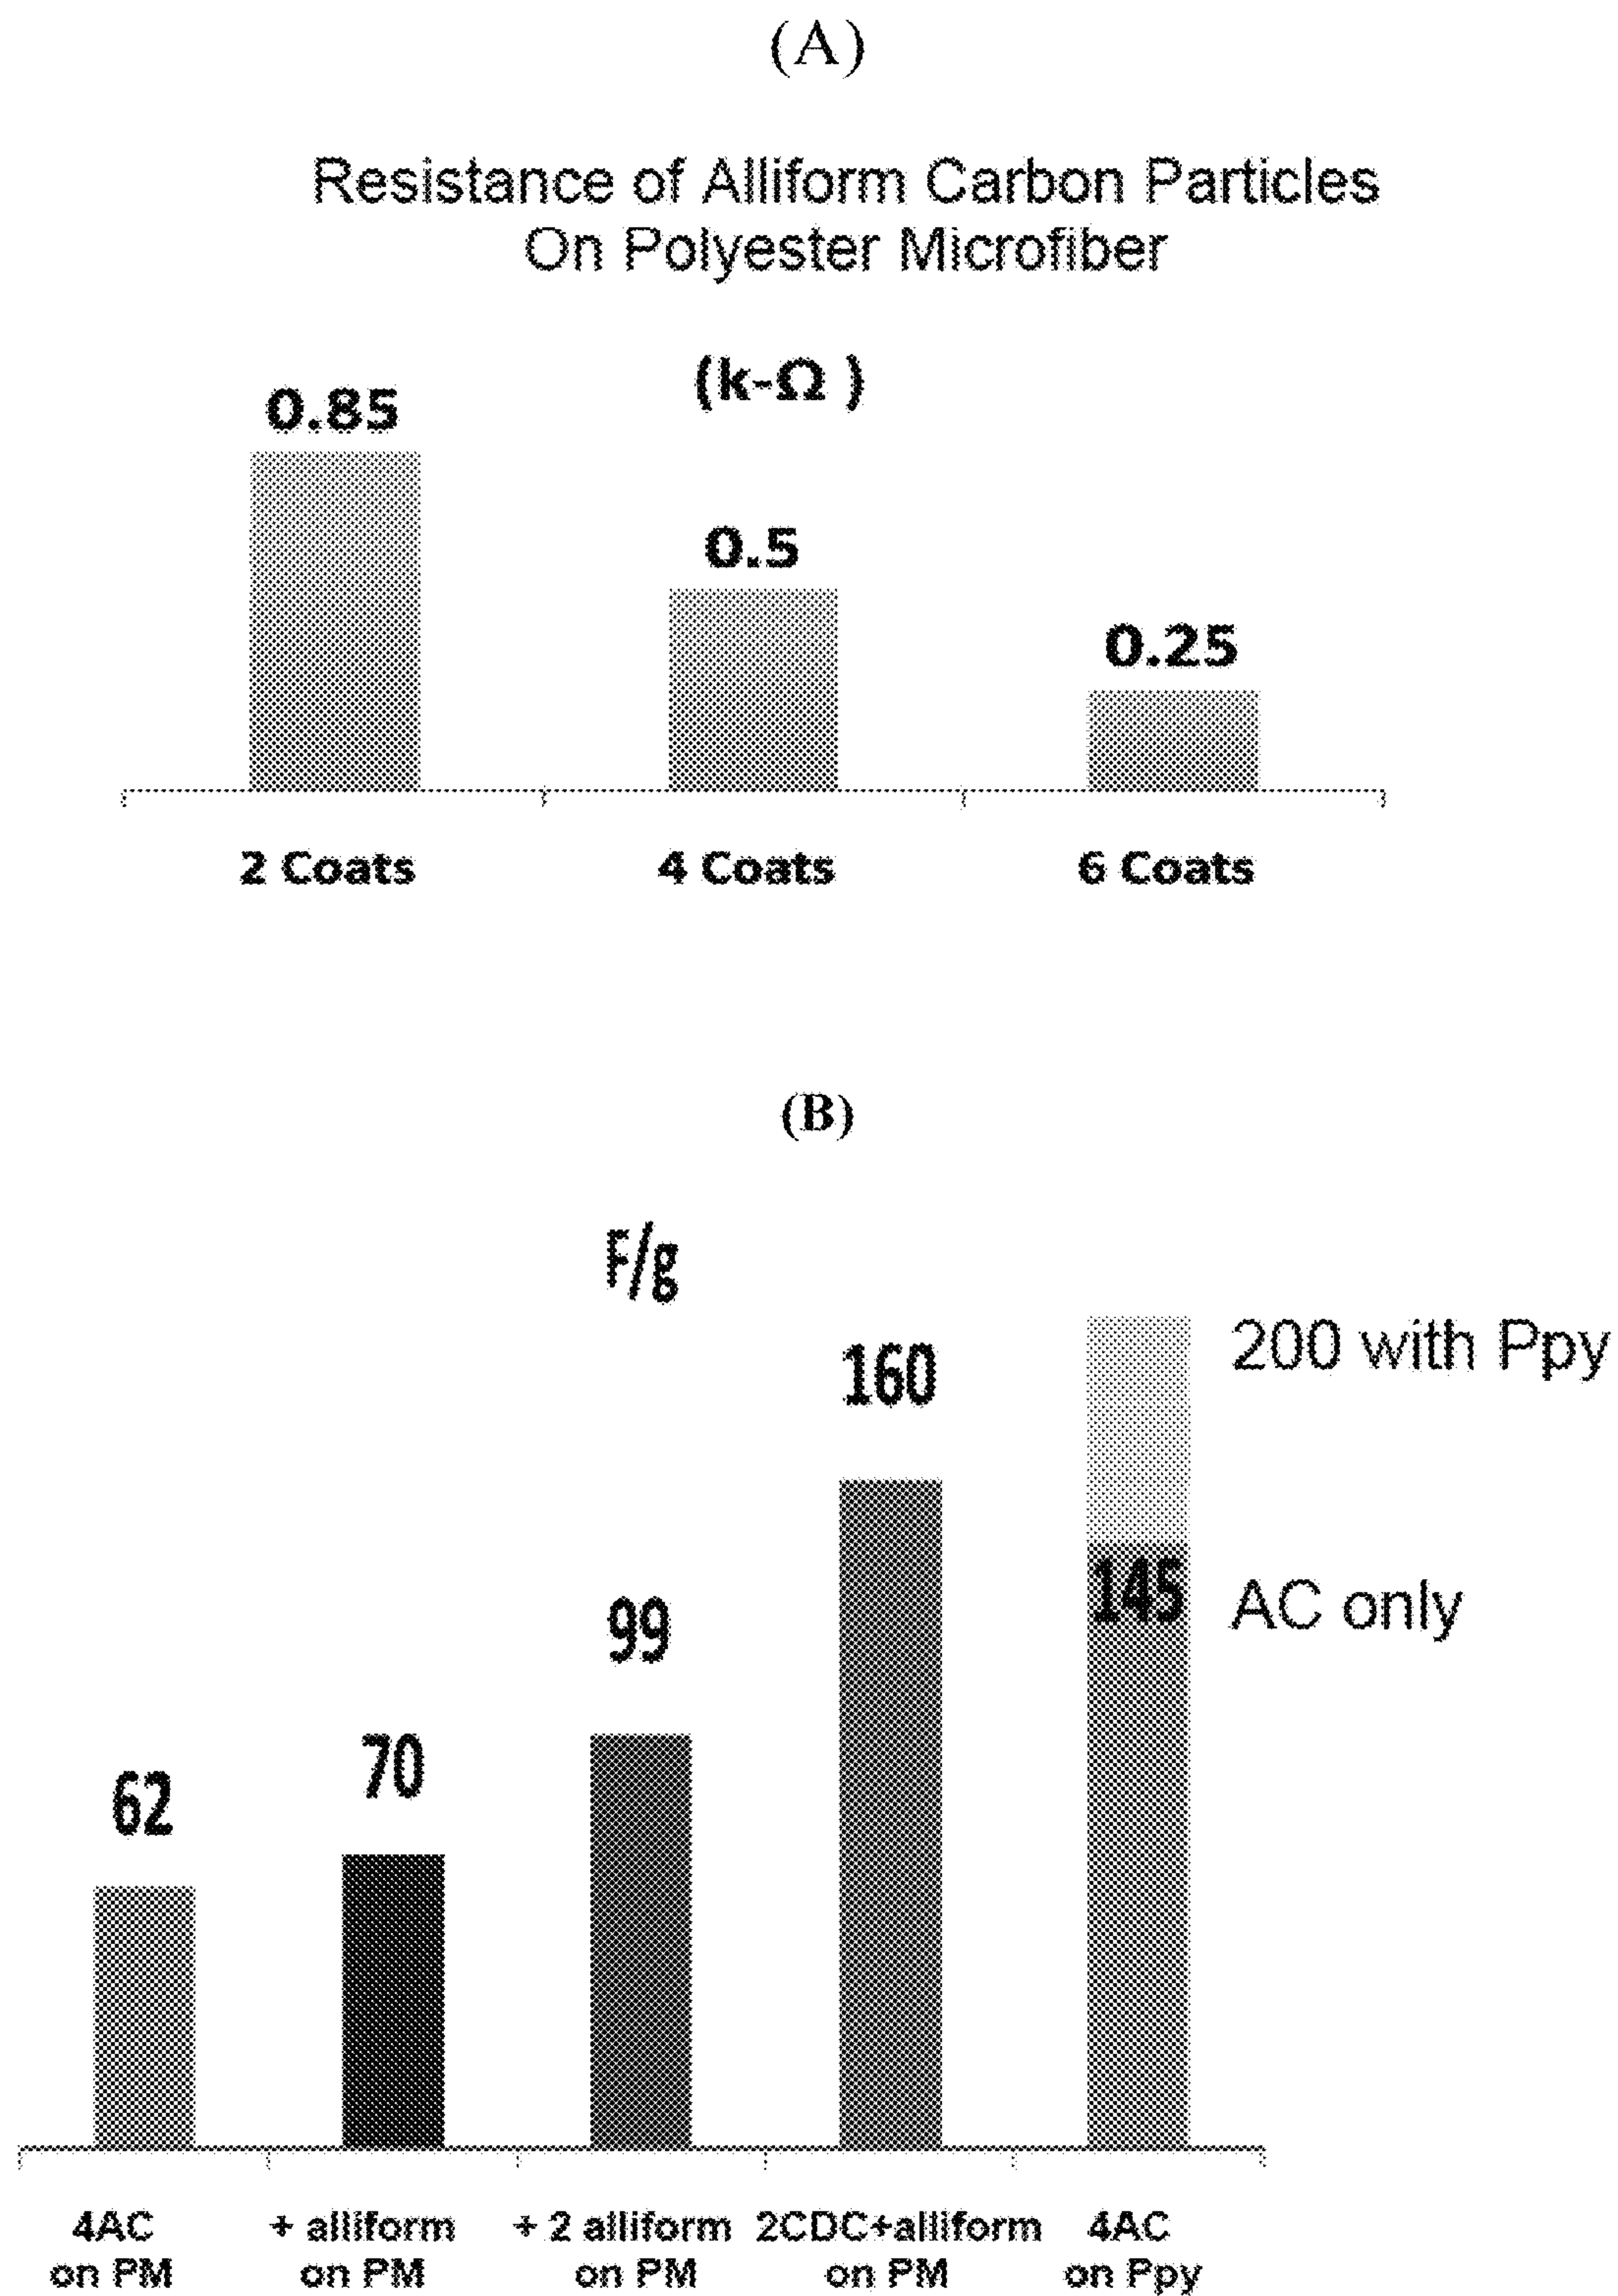 (A)
Resistance of Alliform Carbon Particles
On Polyester Microfiber
(k-Ω )
0.85
0.5
0.25
2 Coats
4 Coats
6 Coats
(B)
F/g
200 with Ppy
160
145
AC only
99
70
62
4AC
on PM
+ alliform
on PM
+ 2 alliform
on PM
2CDC+alliform
on PM
4AC
on Ppy